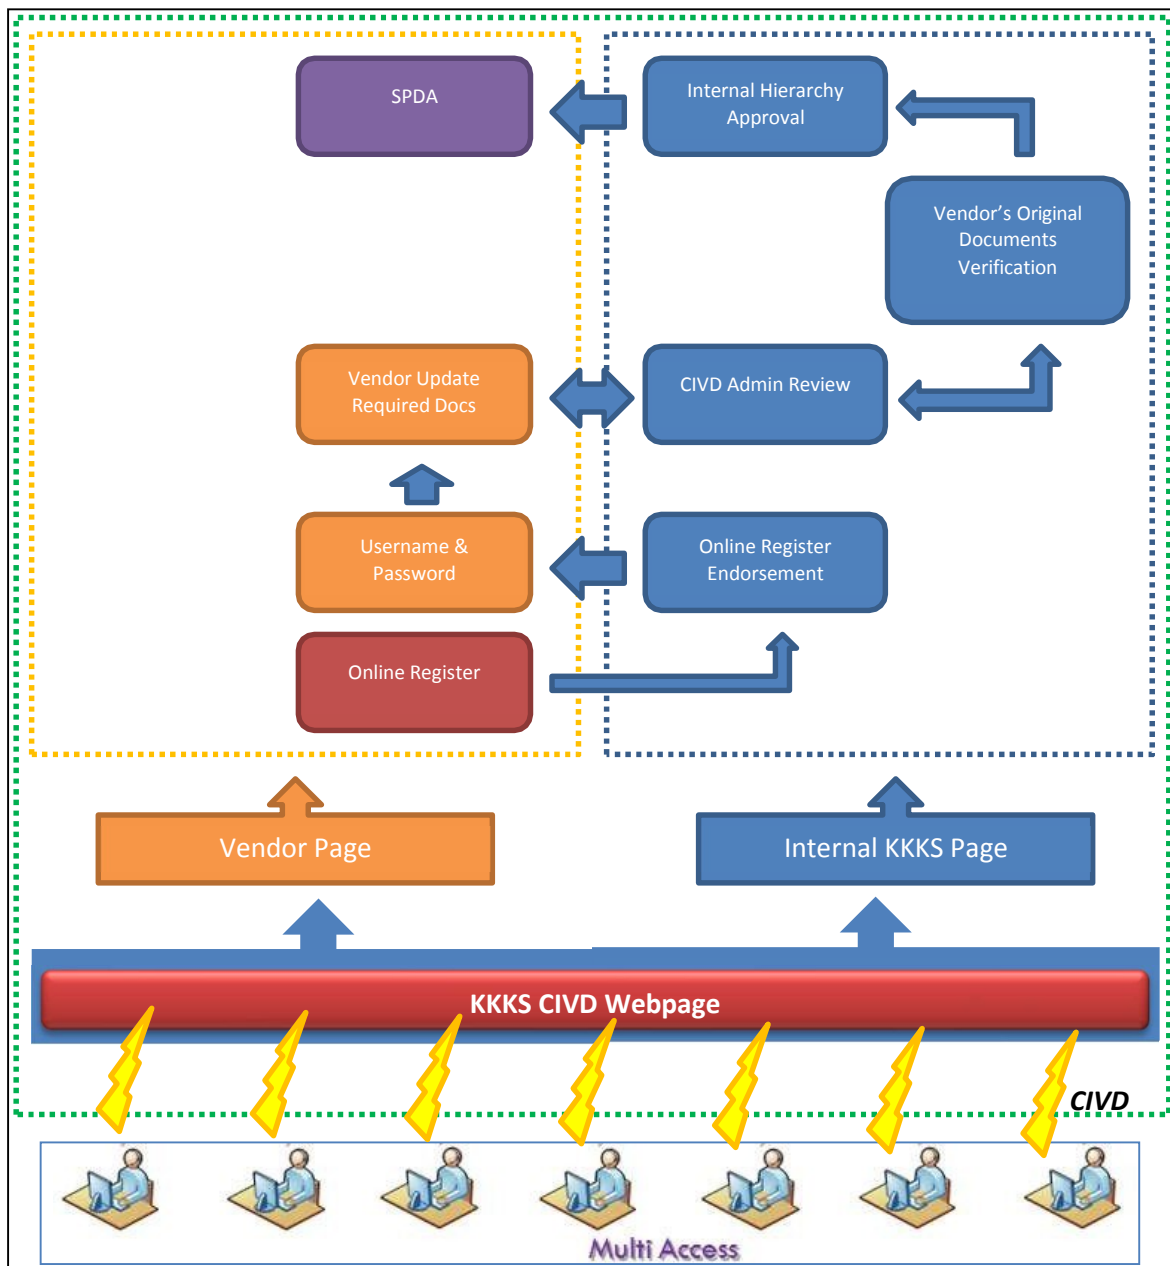 SPDA
Internal Hierarchy
Approval
Vendor’s Original
Documents
Verification
Vendor Update
Required Docs
CIVD Admin Review
Username &
Password
Online Register
Endorsement
Online Register
Vendor Page
Internal KKKS Page
KKKS CIVD Webpage
CIVD
Multi Access